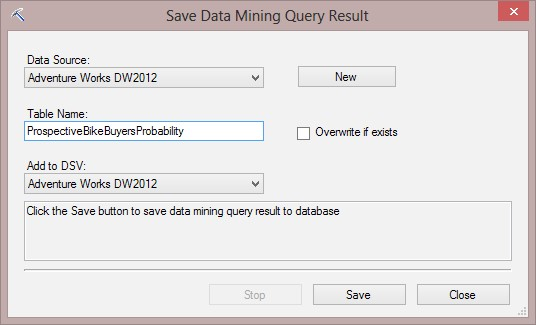 Save Data Mining Query Result
Data Source:
Adventure Works DW2012
New
Table Name:
ProspectiveBikeBuyersProbability
Overwrite if exists
Add to DSV:
Adventure Works DW2012
Click the Save button to save data mining query result to database
Stop
Save
Close